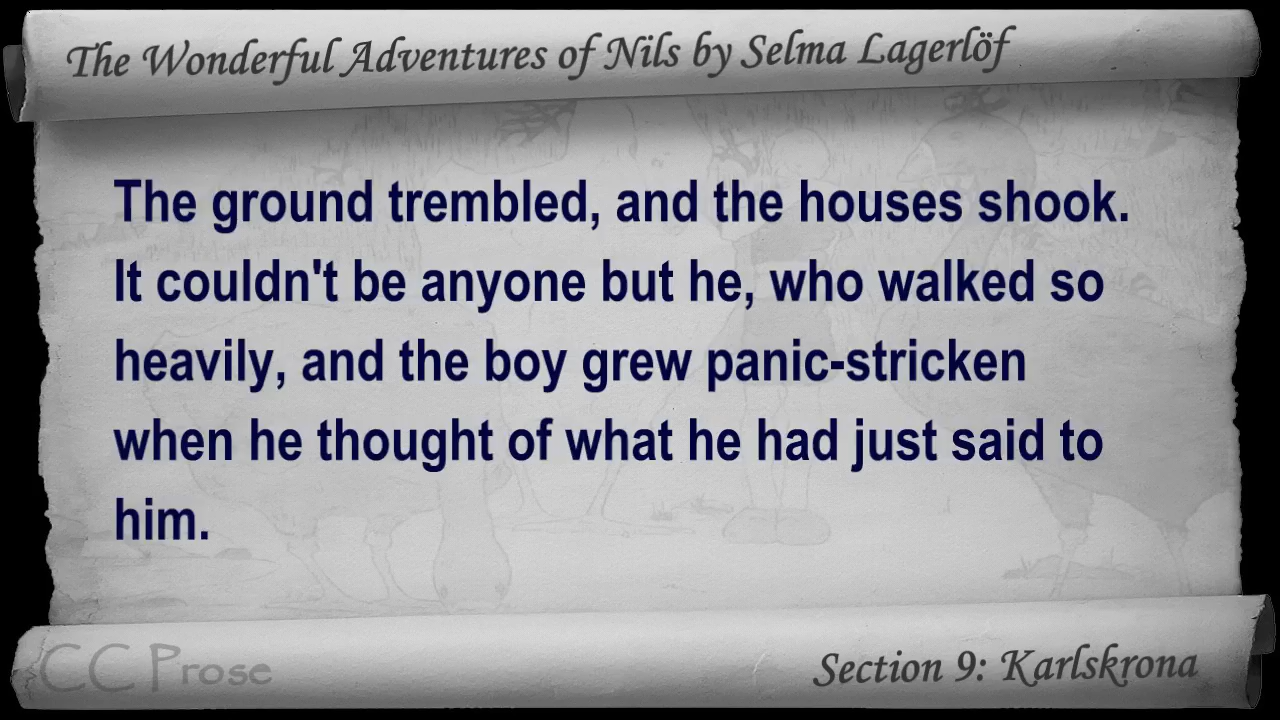 The Wonderful Adventures of Nils by Selma Lagerlöf
The ground trembled, and the houses shook.
It couldn't be anyone but he, who walked so
heavily, and the boy grew panic-stricken
when he thought of what he had just said to
him.
CC Prose
Section 9: Karlskrona